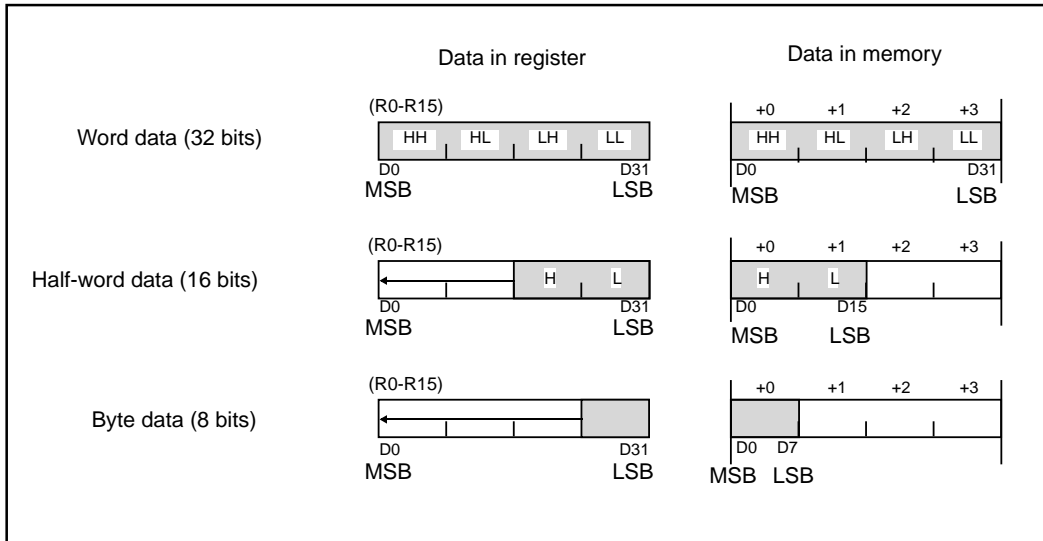 Data in register Data in memory
(R0-R15) +0 +1 +2 +3
Word data (32 bits) HH HL LH LL HH HL LH LL
D0 D31 D0 D31
MSB LSB MSB LSB
(R0-R15) +0 +1 +2 +3
Half-word data (16 bits) H L H L
D0 D31 D0 D15
MSB LSB MSB LSB
(R0-R15) +0 +1 +2 +3
Byte data (8 bits)
D0 D31 D0 D7
MSB LSB MSB LSB